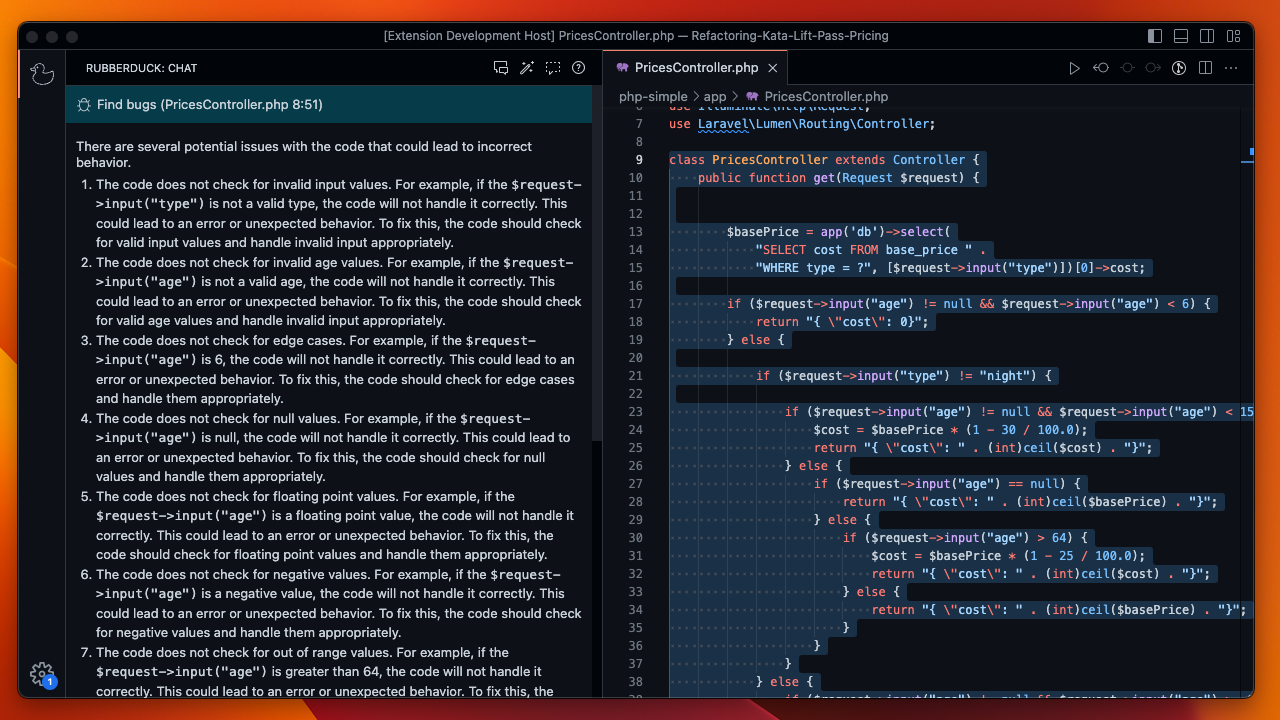 [Extension Development Host] PricesController.php — Refactoring-Kata-Lift-Pass-Pricing
RUBBERDUCK: CHAT
Find bugs (PricesController.php 8:51)
There are several potential issues with the code that could lead to incorrect
behavior.
1. The code does not check for invalid input values. For example, if the $request-
>input("type") is not a valid type, the code will not handle it correctly. This
could lead to an error or unexpected behavior. To fix this, the code should check
for valid input values and handle invalid input appropriately.
2. The code does not check for invalid age values. For example, if the $request-
>input("age") is not a valid age, the code will not handle it correctly. This
could lead to an error or unexpected behavior. To fix this, the code should check
for valid age values and handle invalid input appropriately.
3. The code does not check for edge cases. For example, if the $request-
>input("age") is 6, the code will not handle it correctly. This could lead to an
error or unexpected behavior. To fix this, the code should check for edge cases
and handle them appropriately.
4. The code does not check for null values. For example, if the $request-
>input("age") is null, the code will not handle it correctly. This could lead to
an error or unexpected behavior. To fix this, the code should check for null
values and handle them appropriately.
5. The code does not check for floating point values. For example, if the
$request->input("age") is a floating point value, the code will not handle it
correctly. This could lead to an error or unexpected behavior. To fix this, the
code should check for floating point values and handle them appropriately.
6. The code does not check for negative values. For example, if the $request-
>input("age") is a negative value, the code will not handle it correctly. This
could lead to an error or unexpected behavior. To fix this, the code should check
for negative values and handle them appropriately.
7. The code does not check for out of range values. For example, if the
$request->input("age") is greater than 64, the code will not handle it
correctly. This could lead to an error or unexpected behavior. To fix this, the
1
PricesController.php
php-simple > app > PricesController.php
6 use Illuminate\Http\Request;
7 use Laravel\Lumen\Routing\Controller;
8
9 class PricesController extends Controller {
10 public function get(Request $request) {
11
12
13 $basePrice = app('db')->select(
14 "SELECT cost FROM base_price " .
15 "WHERE type = ?", [$request->input("type")])[0]->cost;
16
17 if ($request->input("age") != null && $request->input("age") < 6) {
18 return "{ \"cost\": 0}";
19 } else {
20
21 if ($request->input("type") != "night") {
22
23 if ($request->input("age") != null && $request->input("age") < 15
24 $cost = $basePrice * (1 - 30 / 100.0);
25 return "{ \"cost\": " . (int)ceil($cost) . "}";
26 } else {
27 if ($request->input("age") == null) {
28 return "{ \"cost\": " . (int)ceil($basePrice) . "}";
29 } else {
30 if ($request->input("age") > 64) {
31 $cost = $basePrice * (1 - 25 / 100.0);
32 return "{ \"cost\": " . (int)ceil($cost) . "}";
33 } else {
34 return "{ \"cost\": " . (int)ceil($basePrice) . "}";
35 }
36 }
37 }
38 } else {